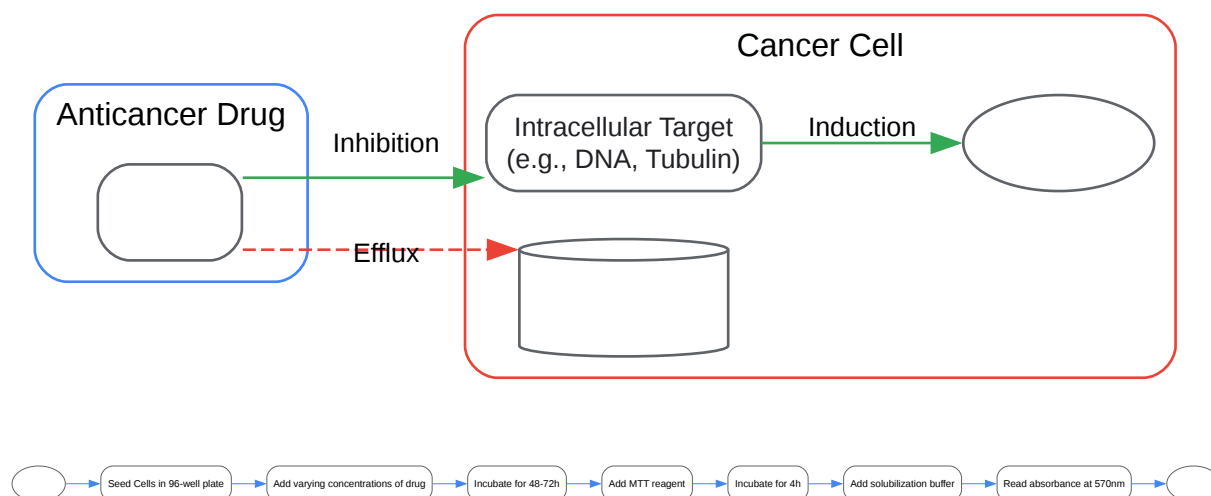 Cancer Cell
Anticancer Drug
Inhibition
Intracellular Target
(e.g., DNA, Tubulin)
Induction
Efflux
Seed Cells in 96-well plate
Add varying concentrations of drug
Incubate for 48-72h
Add MTT reagent
Incubate for 4h
Add solubilization buffer
Read absorbance at 570nm